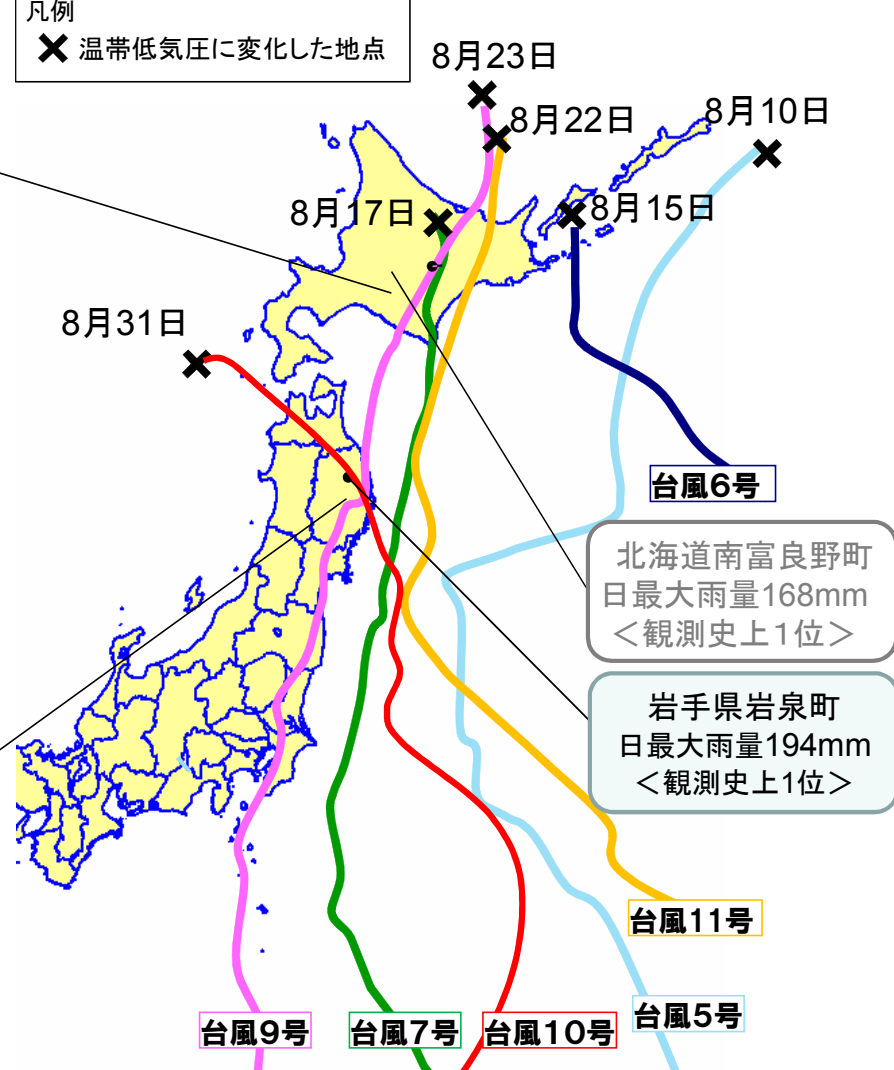 凡例
✖ 温帯低気圧に変化した地点
8月23日
8月22日
8月10日
8月17日
8月15日
8月31日
台風6号
北海道南富良野町
日最大雨量168mm
＜観測史上１位＞
岩手県岩泉町
日最大雨量194mm
＜観測史上1位＞
台風11号
台風9号
台風7号
台風10号
台風5号